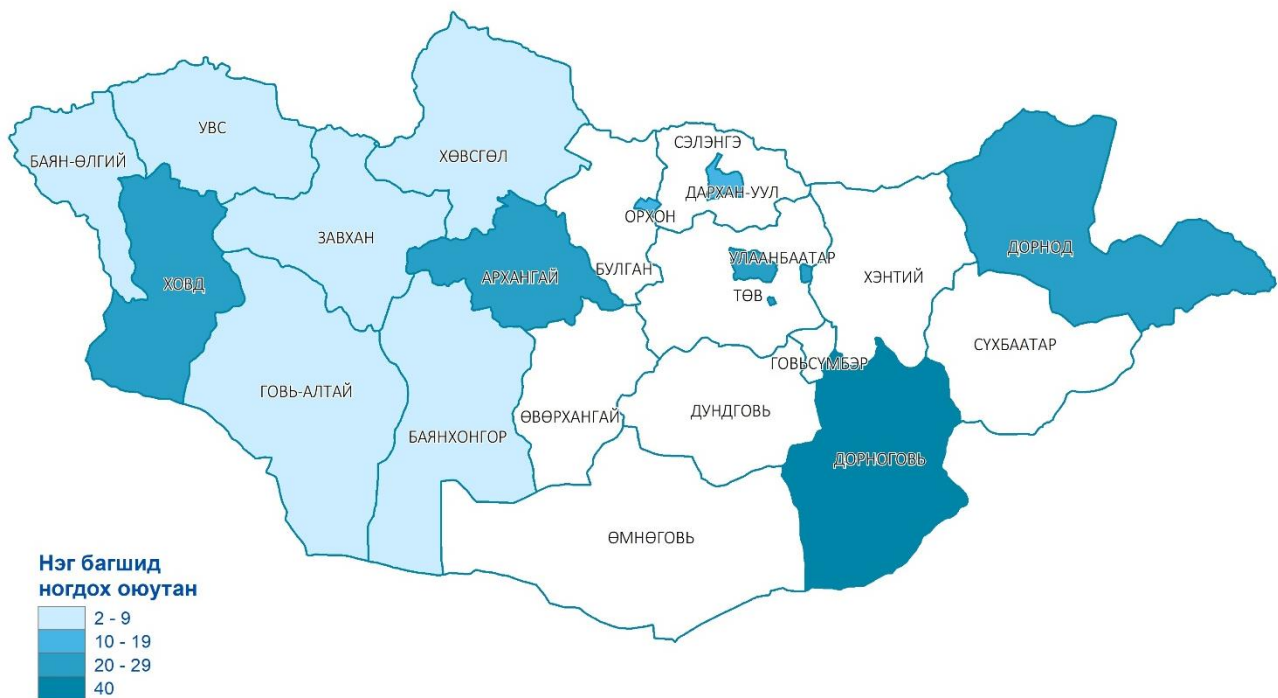 СЭЛЭНГЭ
УВС
ХӨВСГӨЛ
БАЯН-ӨЛГИЙ
ДАРХАН-УУЛ
ОРХОН
ЗАВХАН
ДОРНОД
УЛААНБААТАР
ХЭНТИЙ
БУЛГАН
АРХАНГАЙ
ХОВД
ТӨВ
СҮХБААТАР
ГОВЬСҮМБЭР
ГОВЬ-АЛТАЙ
ДУНДГОВЬ
ӨВӨРХАНГАЙ
БАЯНХОНГОР
ДОРНОГОВЬ
ӨМНӨГОВЬ
Нэг багшид
ногдох оюутан
2 - 9
10 - 19
20 - 29
40